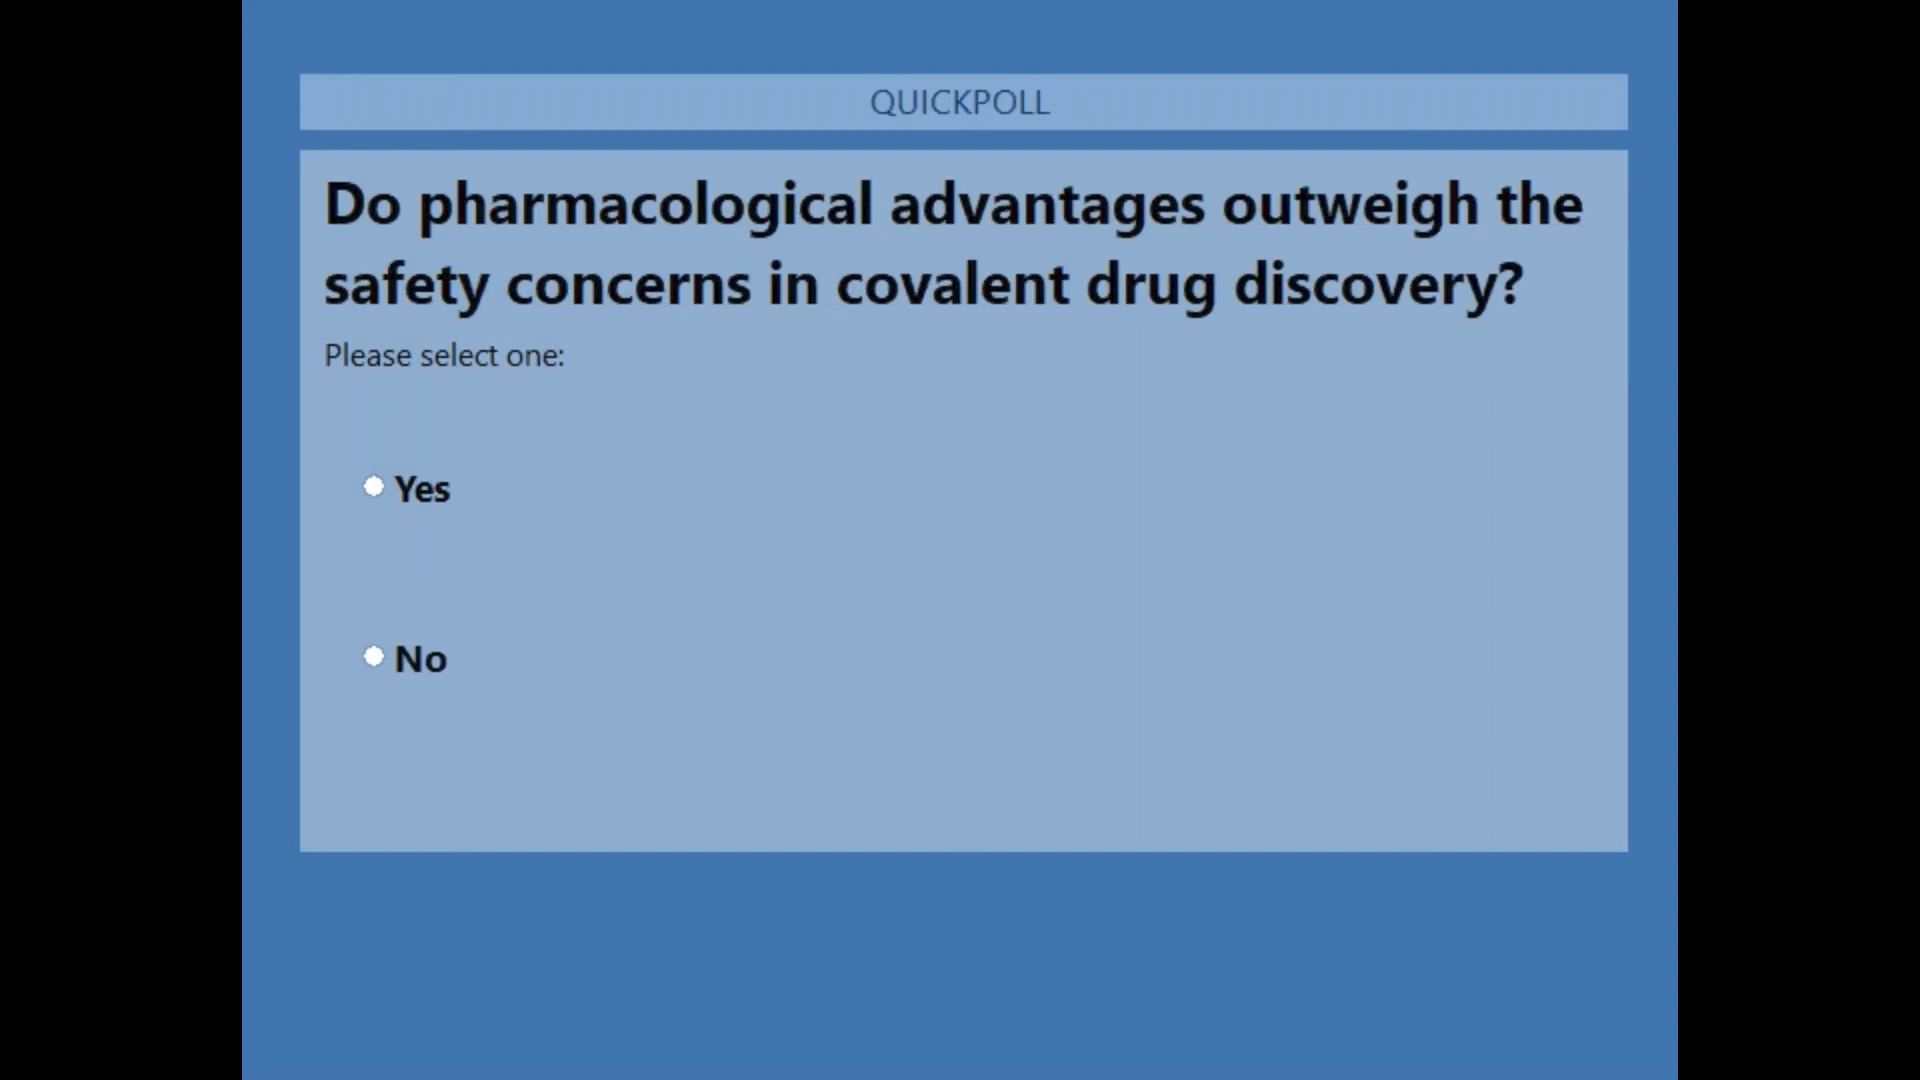 QUICKPOLL
Do pharmacological advantages outweigh the
safety concerns in covalent drug discovery?
Please select one:
Yes
No